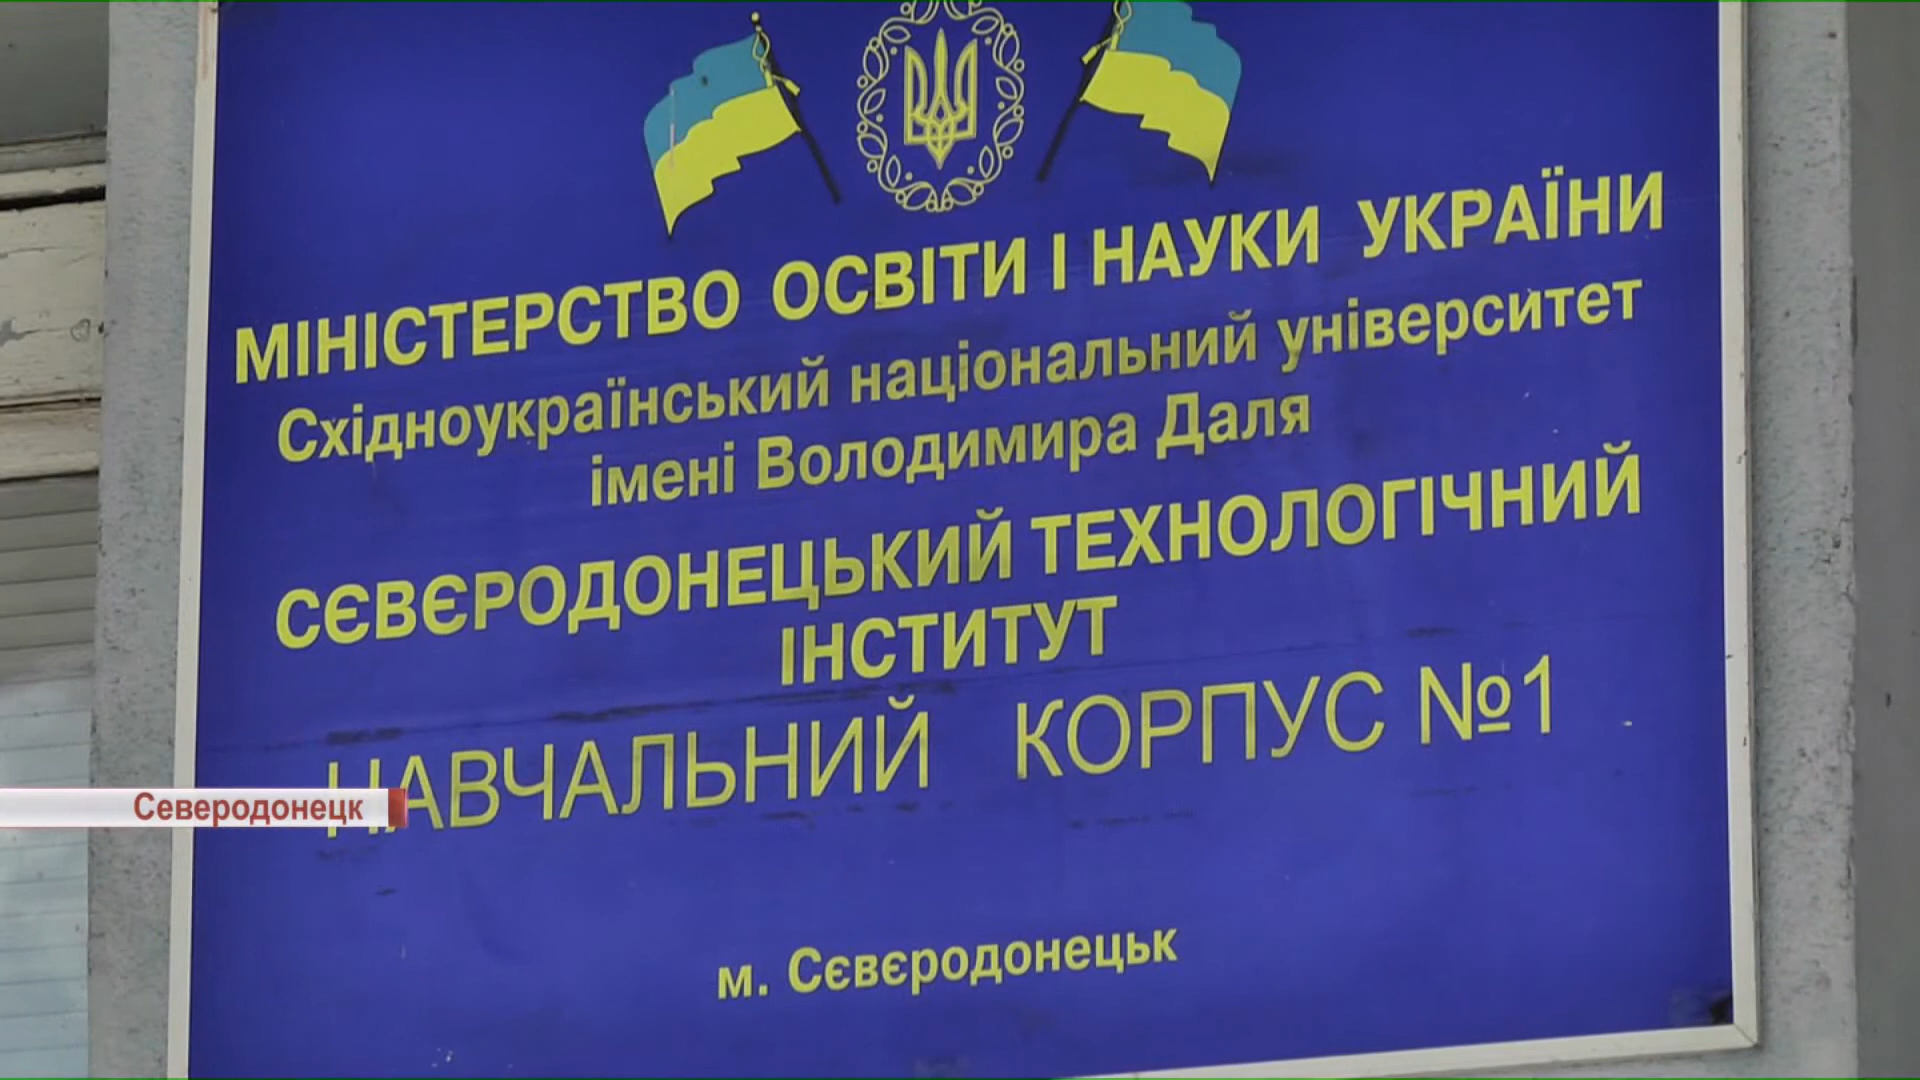 МІНІСТЕРСТВО ОСВІТИ І НАУКИ УКРАЇНИ
Східноукраїнський національний університет
імені Володимира Даля
СЄВЄРОДОНЕЦЬКИЙ ТЕХНОЛОГІЧНИЙ
ІНСТИТУТ
НАВЧАЛЬНИЙ КОРПУС №1
Северодонецк
м. Сєвєродонецьк